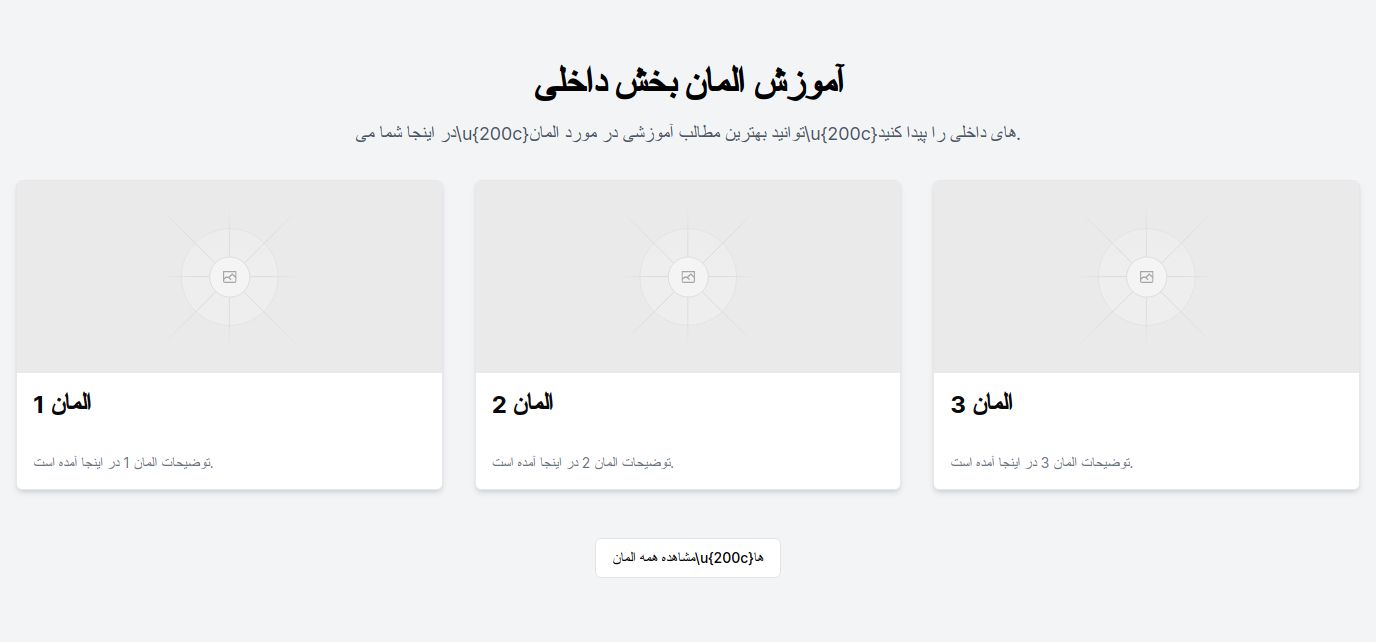 آموزش المان بخش داخلی
در اینجا شما می\u{200c}توانید بهترین مطالب آموزشی در مورد المان\u{200c}های داخلی را پیدا کنید.
المان 1
توضیحات المان 1 در اینجا آمده است.
المان 2
توضیحات المان 2 در اینجا آمده است.
المان 3
توضیحات المان 3 در اینجا آمده است.
مشاهده همه المان\u{200c}ها